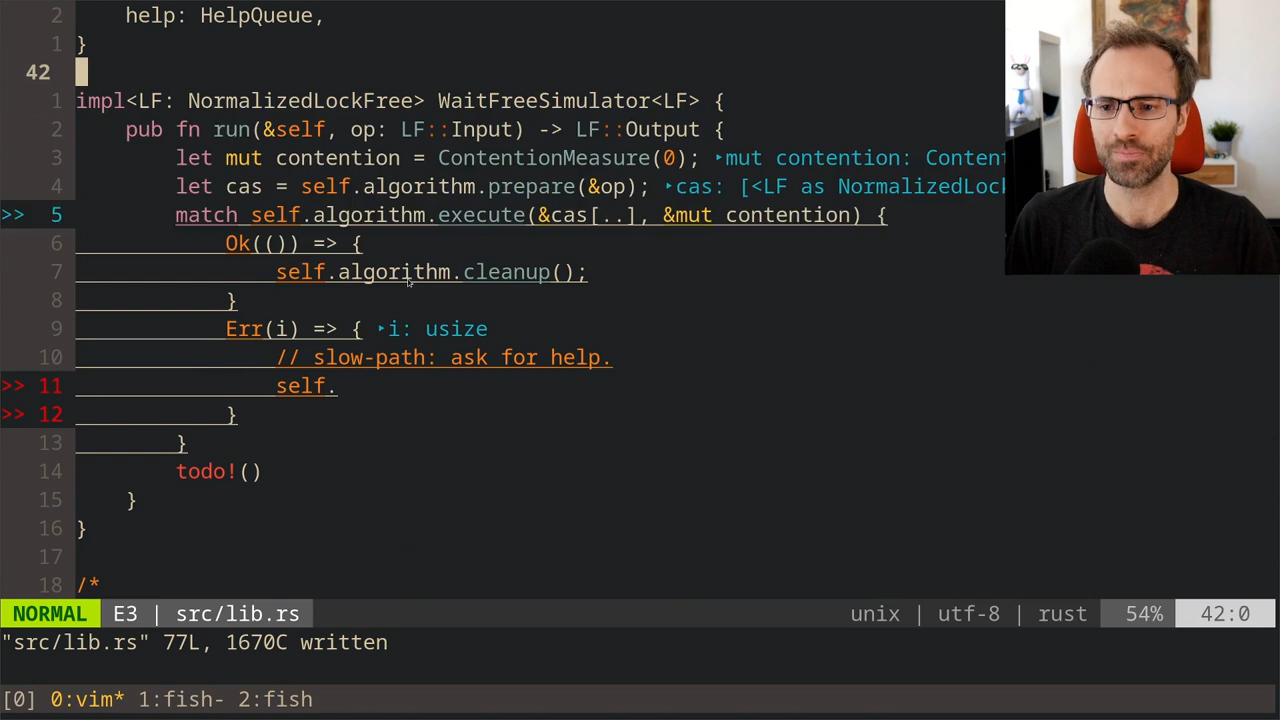 2     help: HelpQueue,
1 }
42
1 impl<LF: NormalizedLockFree> WaitFreeSimulator<LF> {
2     pub fn run(&self, op: LF::Input) -> LF::Output {
3         let mut contention = ContentionMeasure(0); ‣mut contention: Content
4         let cas = self.algorithm.prepare(&op); ‣cas: [<LF as NormalizedLock
>> 5         match self.algorithm.execute(&cas[..], &mut contention) {
6             Ok(()) => {
7                 self.algorithm.cleanup();
8             }
9             Err(i) => { ‣i: usize
10                 // slow-path: ask for help.
>> 11                 self.
>> 12             }
13         }
14         todo!()
15     }
16 }
17
18 /*
NORMAL E3 | src/lib.rs unix | utf-8 | rust 54% 42:0
"src/lib.rs" 77L, 1670C written
[0] 0:vim* 1:fish- 2:fish